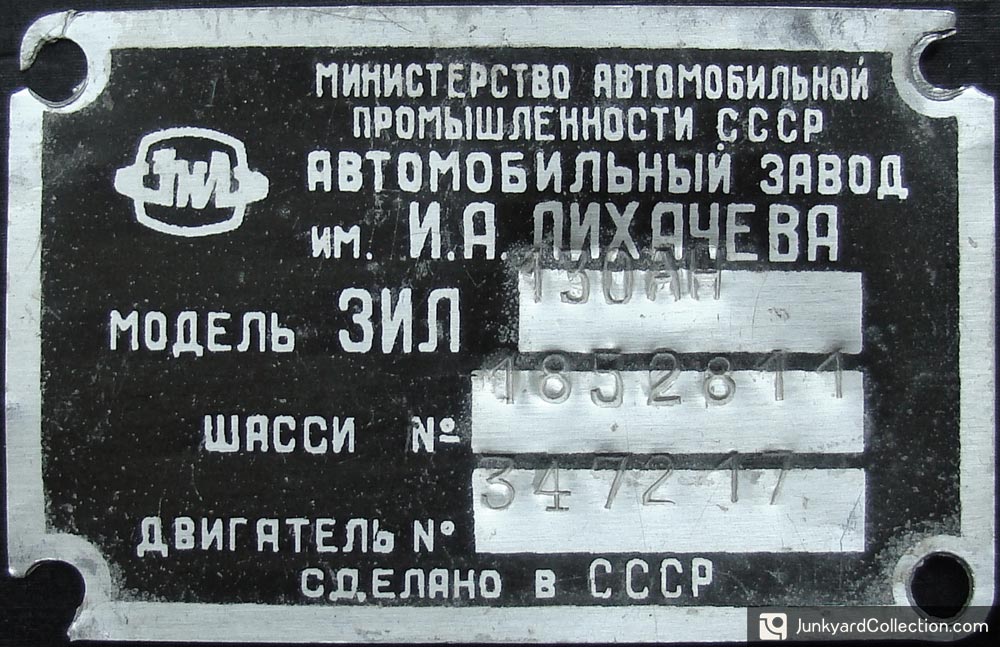 МИНИСТЕРСТВО АВТОМОБИЛЬНОЙ
ПРОМЫШЛЕННОСТИ СССР
ЗИЛ
АВТОМОБИЛЬНЫЙ ЗАВОД
ИМ. И.А. ЛИХАЧЕВА
МОДЕЛЬ ЗИЛ 130АН
ШАССИ № 1852811
ДВИГАТЕЛЬ № 347217
СДЕЛАНО В СССР
JunkyardCollection.com